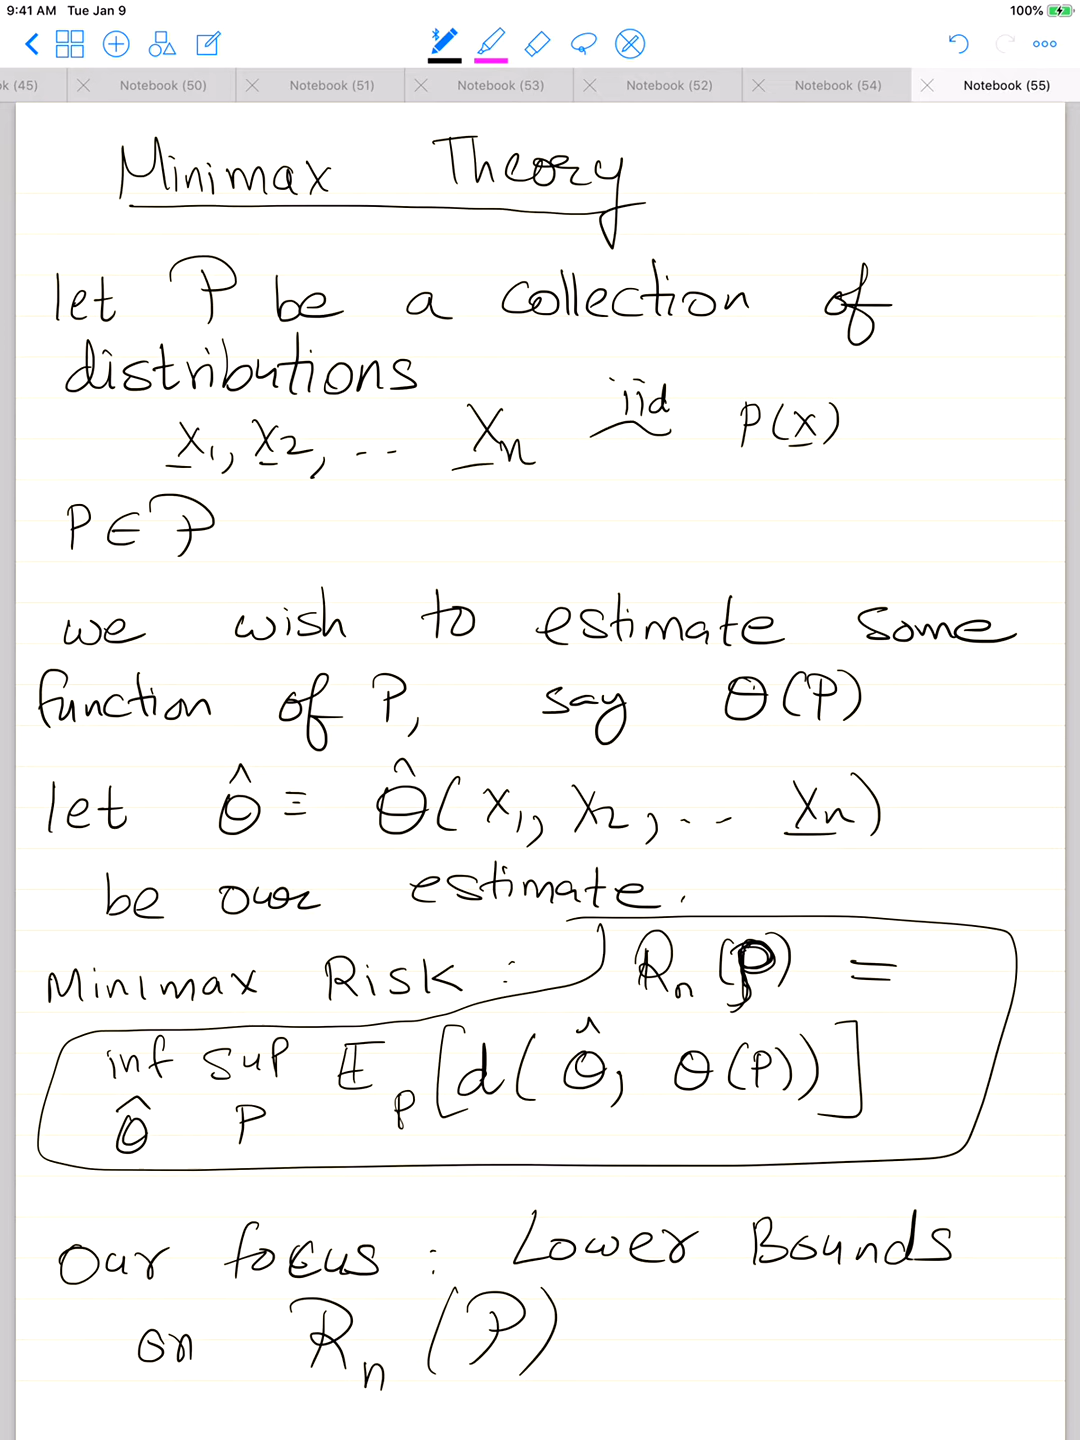 9:41 AM Tue Jan 9 100%
k (45) Notebook (50) Notebook (51) Notebook (53) Notebook (52) Notebook (54) Notebook (55)
Minimax Theory
let 𝒫 be a collection of
distributions
X₁, X₂, ... Xₙ iid ~ P(x)
P ∈ 𝒫
we wish to estimate some
function of P, say θ(P)
let θ̂ ≡ θ̂(X₁, X₂, ... Xₙ)
be our estimate.
Minimax Risk : Rₙ(𝒫) =
inf sup E_P [d(θ̂, θ(P))]
θ̂ P
Our focus : Lower Bounds
on Rₙ(𝒫)